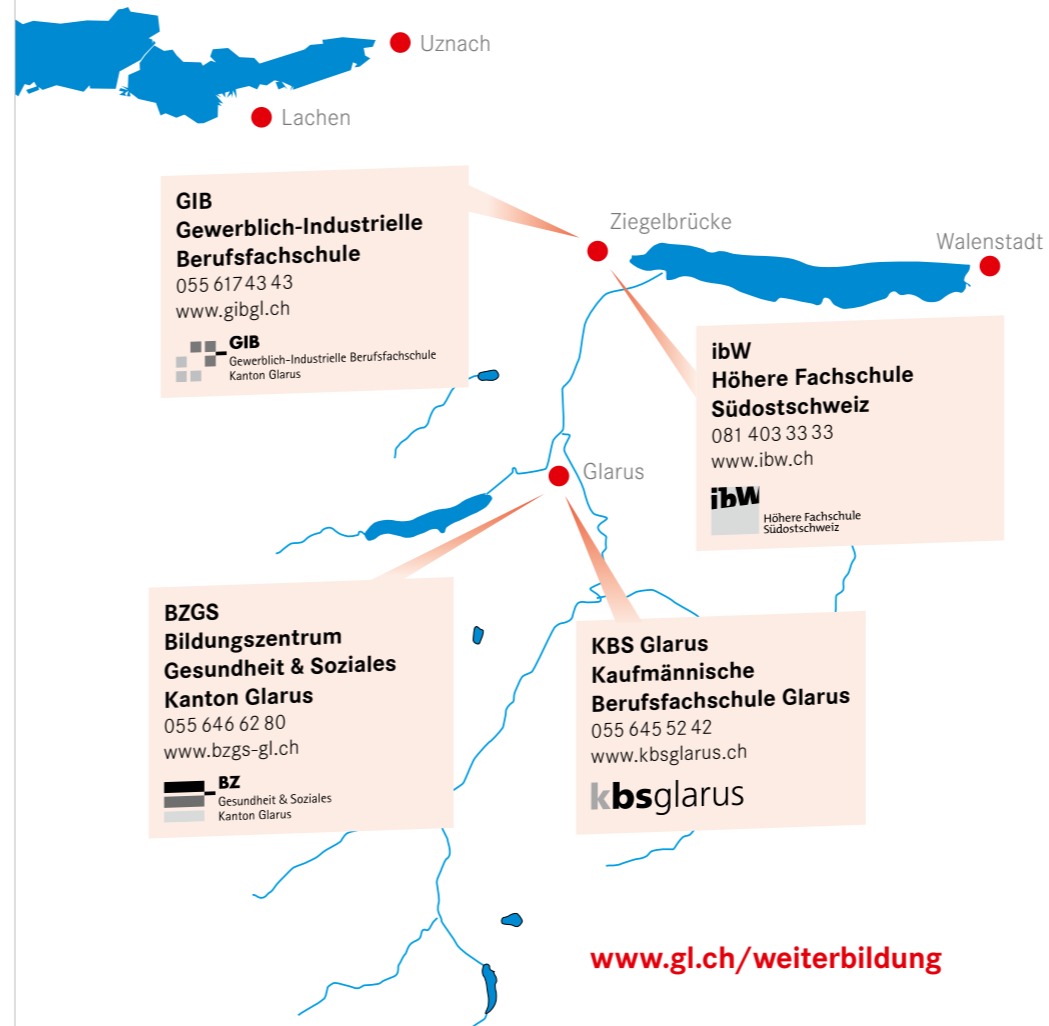 Uznach
Lachen
GIB
Gewerblich-Industrielle
Berufsfachschule
055 617 43 43
www.gibgl.ch
GIB
Gewerblich-Industrielle Berufsfachschule
Kanton Glarus
Ziegelbrücke
Walenstadt
ibW
Höhere Fachschule
Südostschweiz
081 403 33 33
www.ibw.ch
ibW
Höhere Fachschule
Südostschweiz
Glarus
BZGS
Bildungszentrum
Gesundheit & Soziales
Kanton Glarus
055 646 62 80
www.bzgs-gl.ch
BZ
Gesundheit & Soziales
Kanton Glarus
KBS Glarus
Kaufmännische
Berufsfachschule Glarus
055 645 52 42
www.kbsglarus.ch
kbsglarus
www.gl.ch/weiterbildung